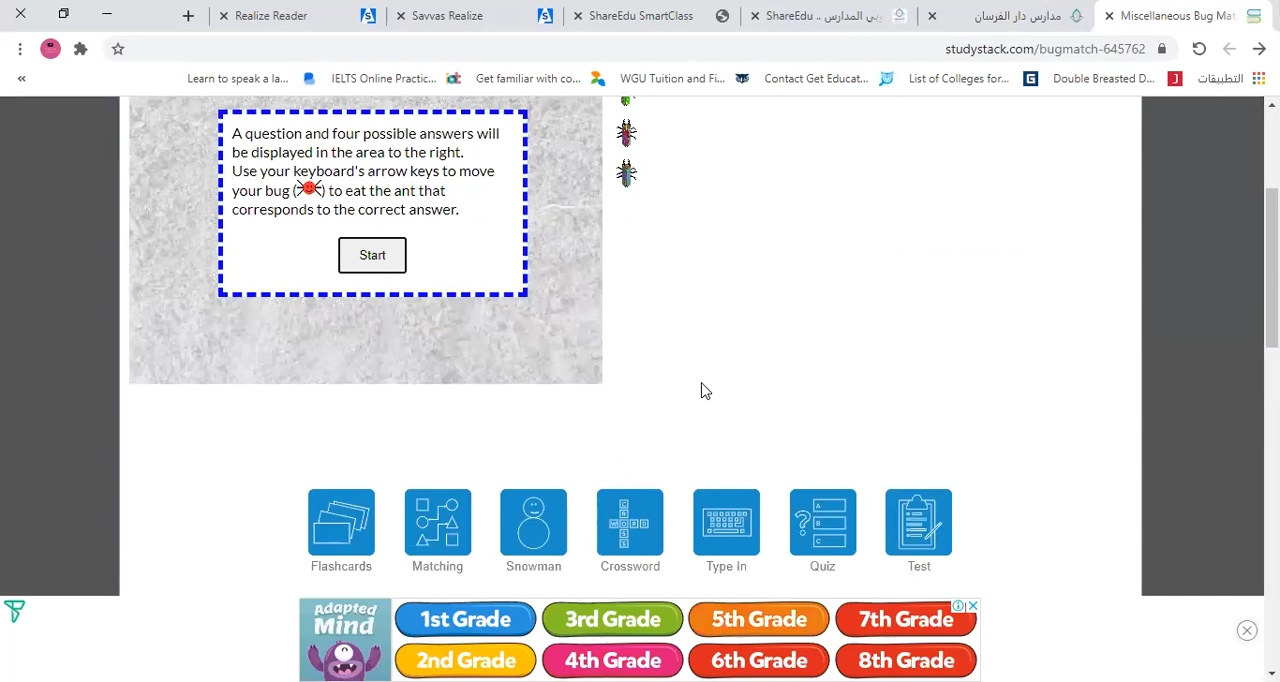 Realize Reader
Savvas Realize
ShareEdu SmartClass
ShareEdu .. بي المدارس
مدارس دار الفرسان
Miscellaneous Bug Mat
studystack.com/bugmatch-645762
Learn to speak a la...
IELTS Online Practic...
Get familiar with co...
WGU Tuition and Fi...
Contact Get Educat...
List of Colleges for...
Double Breasted D...
التطبيقات
A question and four possible answers will
be displayed in the area to the right.
Use your keyboard's arrow keys to move
your bug ( ) to eat the ant that
corresponds to the correct answer.
Start
Flashcards
Matching
Snowman
Crossword
Type In
Quiz
Test
Adapted
Mind
1st Grade
3rd Grade
5th Grade
7th Grade
2nd Grade
4th Grade
6th Grade
8th Grade